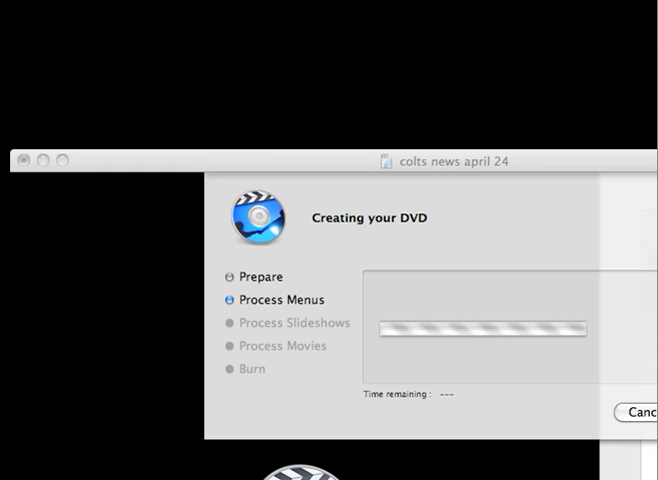 colts news april 24
Creating your DVD
Prepare
Process Menus
Process Slideshows
Process Movies
Burn
Time remaining : ---
Canc